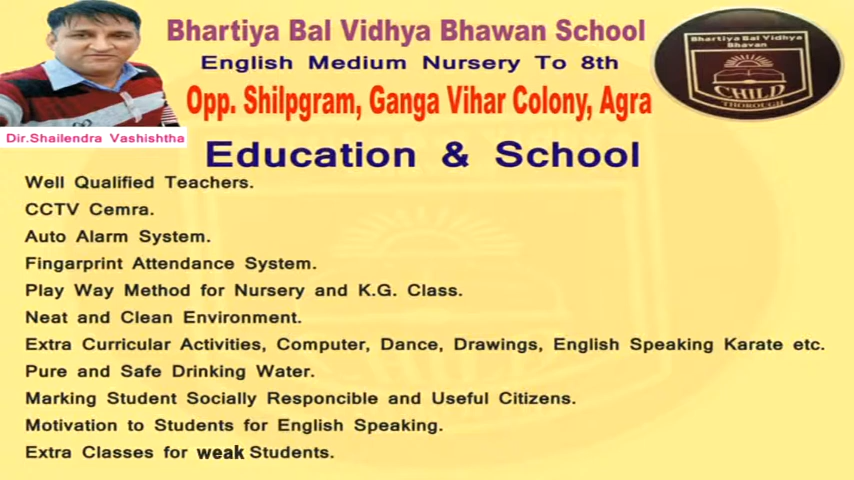 Bhartiya Bal Vidhya Bhawan School
English Medium Nursery To 8th
Opp. Shilpgram, Ganga Vihar Colony, Agra
Bhartiya Bal Vidhya
Bhavan
CHILD
THOROUGH
Dir.Shailendra Vashishtha
Education & School
Well Qualified Teachers.
CCTV Cemra.
Auto Alarm System.
Fingarprint Attendance System.
Play Way Method for Nursery and K.G. Class.
Neat and Clean Environment.
Extra Curricular Activities, Computer, Dance, Drawings, English Speaking Karate etc.
Pure and Safe Drinking Water.
Marking Student Socially Responcible and Useful Citizens.
Motivation to Students for English Speaking.
Extra Classes for weak Students.